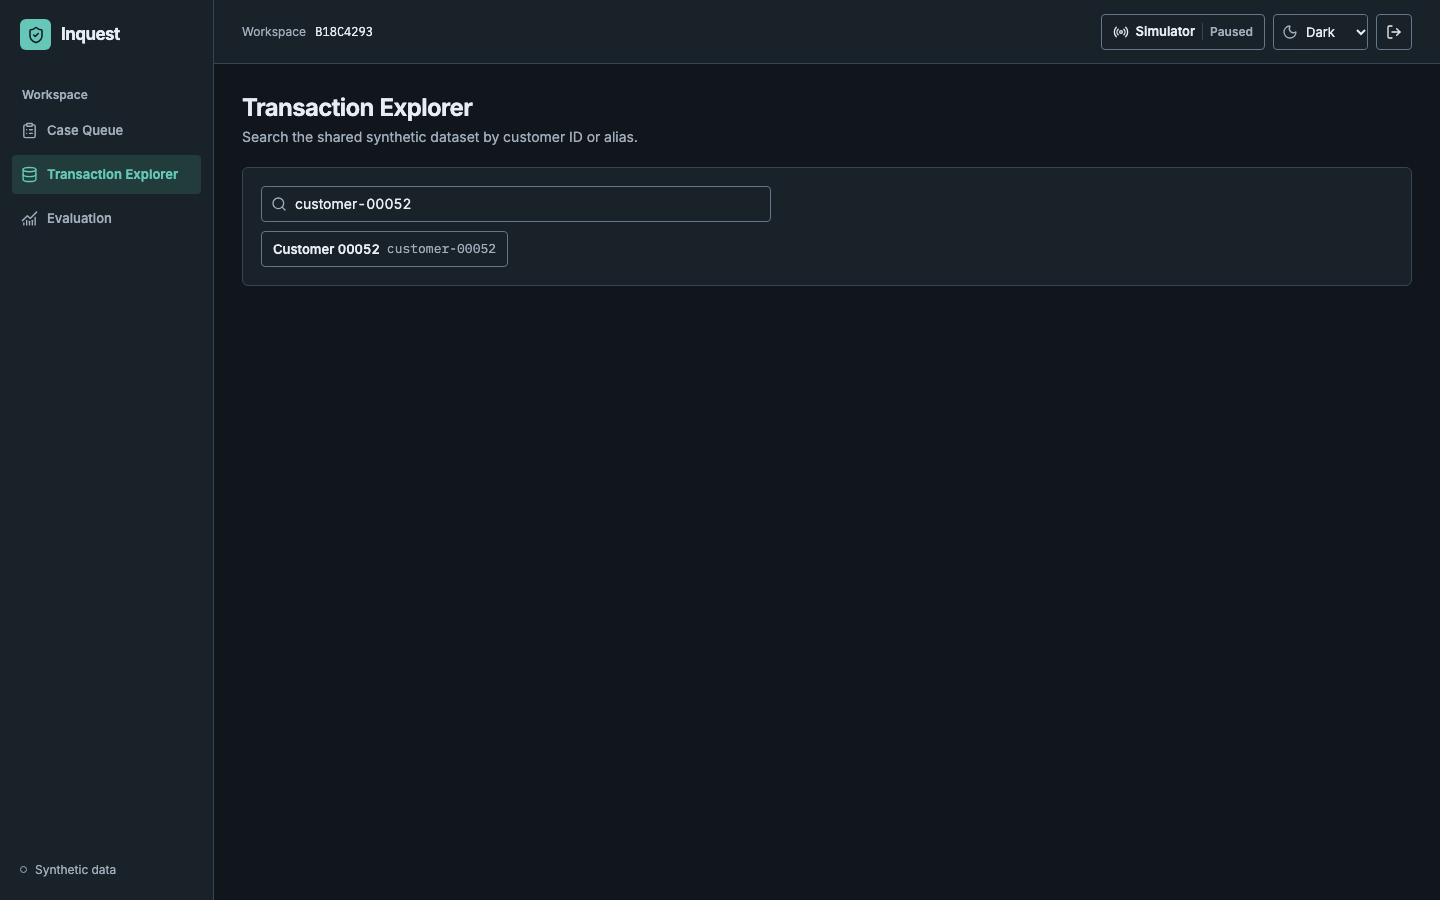 Inquest
Workspace
Case Queue
Transaction Explorer
Evaluation
Synthetic data
Workspace B18C4293
Simulator Paused
Dark
Transaction Explorer
Search the shared synthetic dataset by customer ID or alias.
customer-00052
Customer 00052 customer-00052